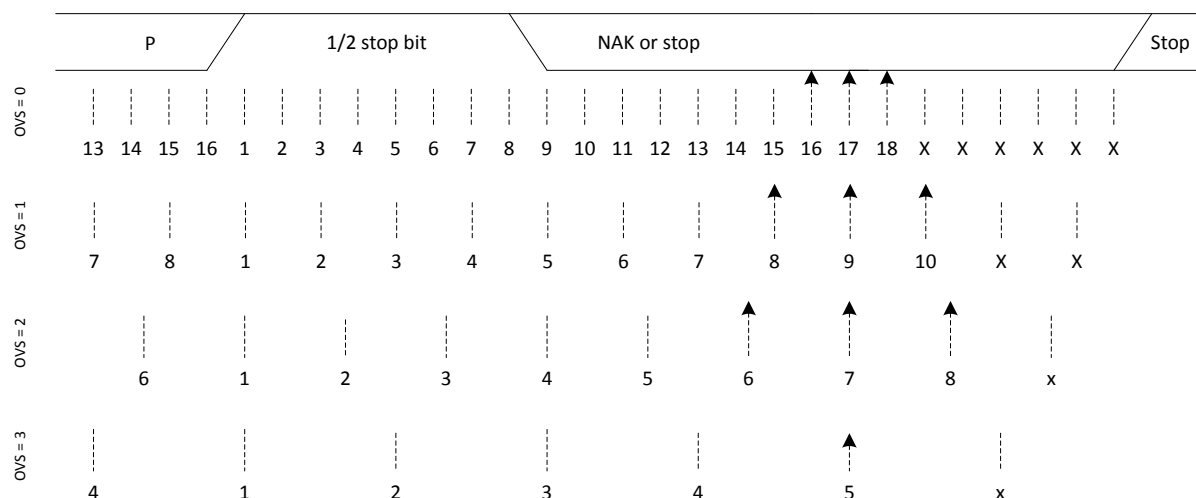 P 1/2 stop bit NAK or stop Stop
OVS = 0
13 14 15 16 1 2 3 4 5 6 7 8 9 10 11 12 13 14 15 16 17 18 X X X X X X
OVS = 1
7 8 1 2 3 4 5 6 7 8 9 10 X X
OVS = 2
6 1 2 3 4 5 6 7 8 x
OVS = 3
4 1 2 3 4 5 x